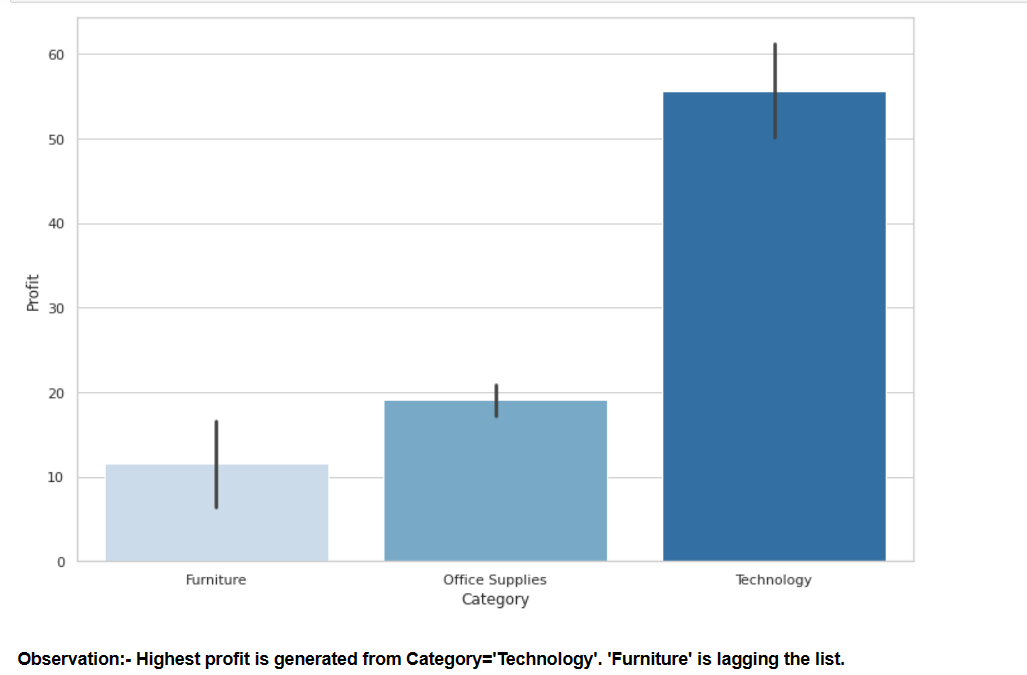 60
50
40
30
20
10
0
Profit
Furniture Office Supplies Technology
Category
Observation:- Highest profit is generated from Category='Technology'. 'Furniture' is lagging the list.